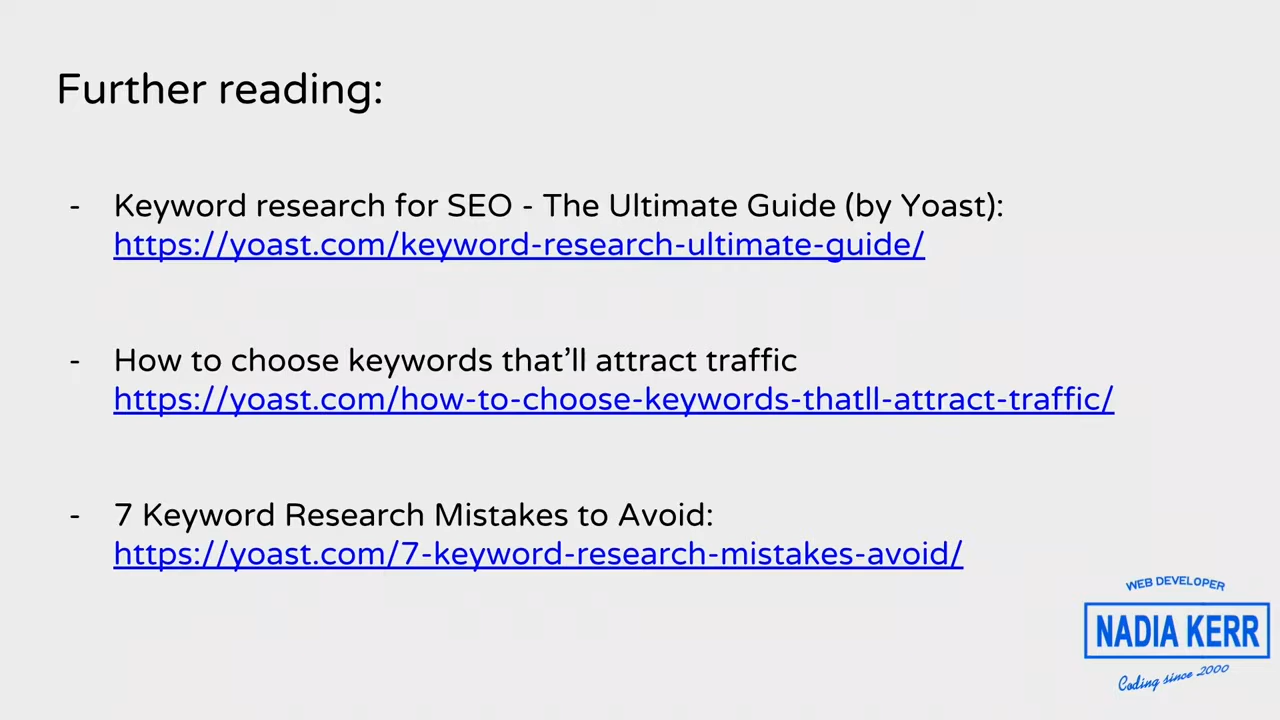 Further reading:
- Keyword research for SEO - The Ultimate Guide (by Yoast):
https://yoast.com/keyword-research-ultimate-guide/
- How to choose keywords that’ll attract traffic
https://yoast.com/how-to-choose-keywords-thatll-attract-traffic/
- 7 Keyword Research Mistakes to Avoid:
https://yoast.com/7-keyword-research-mistakes-avoid/
WEB DEVELOPER
NADIA KERR
Coding since 2000